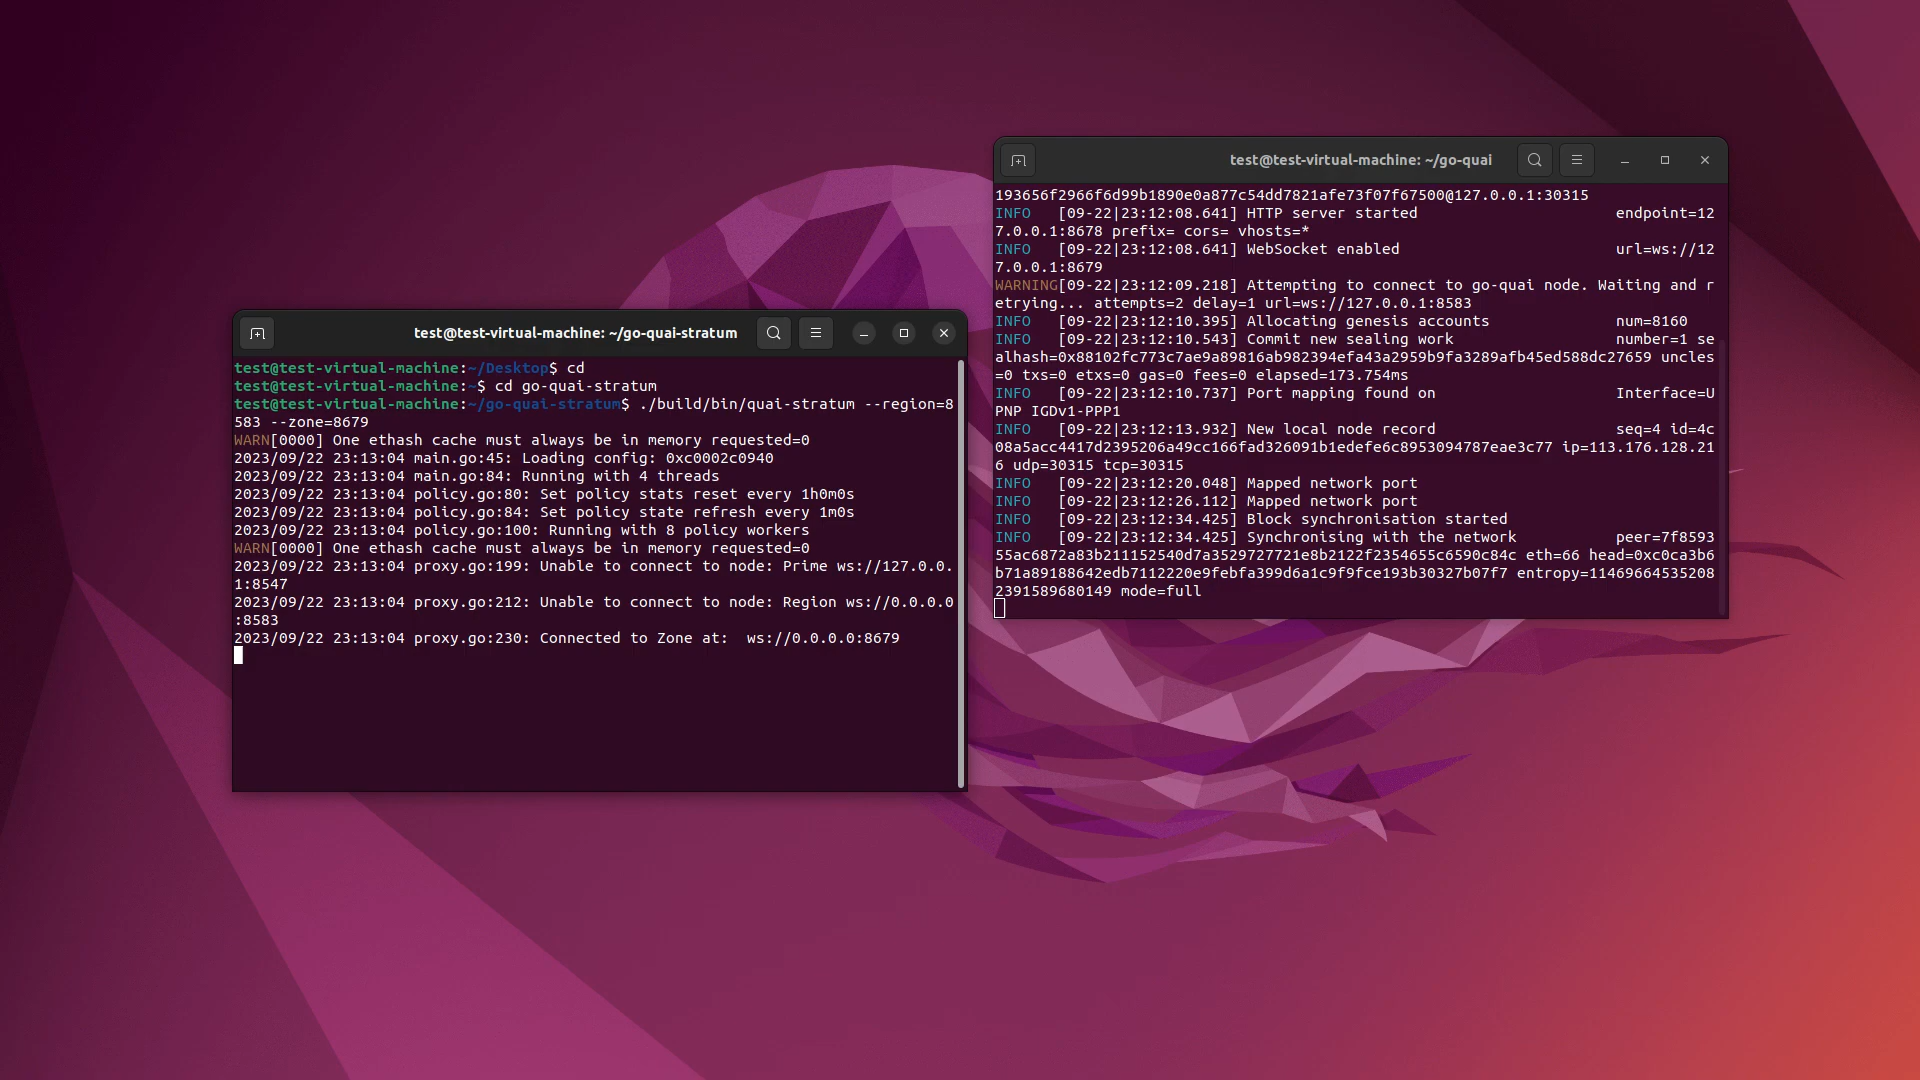 test@test-virtual-machine: ~/go-quai
193656f2966f6d99b1890e0a877c54dd7821afe73f07f67500@127.0.0.1:30315
INFO [09-22|23:12:08.641] HTTP server started endpoint=12
7.0.0.1:8678 prefix= cors= vhosts=*
INFO [09-22|23:12:08.641] WebSocket enabled url=ws://12
7.0.0.1:8679
WARNING[09-22|23:12:09.218] Attempting to connect to go-quai node. Waiting and r
etrying... attempts=2 delay=1 url=ws://127.0.0.1:8583
INFO [09-22|23:12:10.395] Allocating genesis accounts num=8160
INFO [09-22|23:12:10.543] Commit new sealing work number=1 se
alhash=0x88102fc773c7ae9a89816ab982394efa43a2959b9fa3289afb45ed588dc27659 uncles
=0 txs=0 etxs=0 gas=0 fees=0 elapsed=173.754ms
INFO [09-22|23:12:10.737] Port mapping found on Interface=U
PNP IGDv1-PPP1
INFO [09-22|23:12:13.932] New local node record seq=4 id=4c
08a5acc4417d2395206a49cc166fad326091b1edefe6c8953094787eae3c77 ip=113.176.128.21
6 udp=30315 tcp=30315
INFO [09-22|23:12:20.048] Mapped network port
INFO [09-22|23:12:26.112] Mapped network port
INFO [09-22|23:12:34.425] Block synchronisation started
INFO [09-22|23:12:34.425] Synchronising with the network peer=7f8593
55ac6872a83b211152540d7a3529727721e8b2122f2354655c6590c84c eth=66 head=0xc0ca3b6
b71a89188642edb7112220e9febfa399d6a1c9f9fce193b30327b07f7 entropy=11469664535208
2391589680149 mode=full
test@test-virtual-machine: ~/go-quai-stratum
test@test-virtual-machine:~/Desktop$ cd
test@test-virtual-machine:~$ cd go-quai-stratum
test@test-virtual-machine:~/go-quai-stratum$ ./build/bin/quai-stratum --region=8
583 --zone=8679
WARN[0000] One ethash cache must always be in memory requested=0
2023/09/22 23:13:04 main.go:45: Loading config: 0xc0002c0940
2023/09/22 23:13:04 main.go:84: Running with 4 threads
2023/09/22 23:13:04 policy.go:80: Set policy stats reset every 1h0m0s
2023/09/22 23:13:04 policy.go:84: Set policy state refresh every 1m0s
2023/09/22 23:13:04 policy.go:100: Running with 8 policy workers
WARN[0000] One ethash cache must always be in memory requested=0
2023/09/22 23:13:04 proxy.go:199: Unable to connect to node: Prime ws://127.0.0.
1:8547
2023/09/22 23:13:04 proxy.go:212: Unable to connect to node: Region ws://0.0.0.0
:8583
2023/09/22 23:13:04 proxy.go:230: Connected to Zone at: ws://0.0.0.0:8679